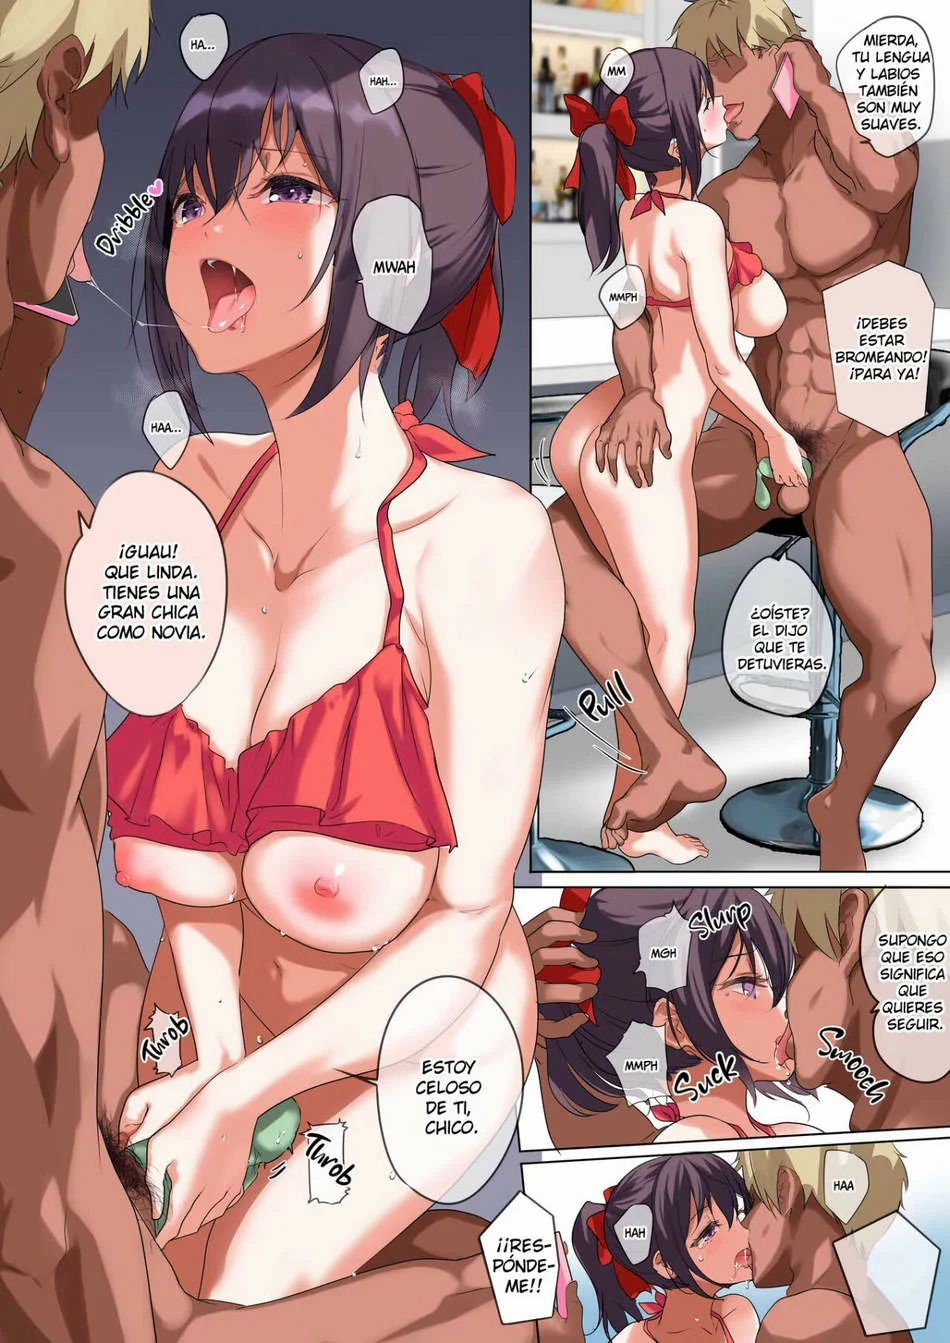 HA...
HAH...
Dribble
MWAH
HAA...
¡GUAU!
QUE LINDA.
TIENES UNA
GRAN CHICA
COMO NOVIA.
Throb
Throb
ESTOY
CELOSO
DE TI,
CHICO.
MM
MIERDA,
TU LENGUA
Y LABIOS
TAMBIÉN
SON MUY
SUAVES.
MMPH
¡DEBES
ESTAR
BROMEANDO!
¡PARA YA!
¿OÍSTE?
EL DIJO
QUE TE
DETUVIERAS.
Pull
MGH
Slurp
SUPONGO
QUE ESO
SIGNIFICA
QUE
QUIERES
SEGUIR.
MMPH
Suck
Smooch
¡¡RES-
PÓNDE-
ME!!
HAH
HAA